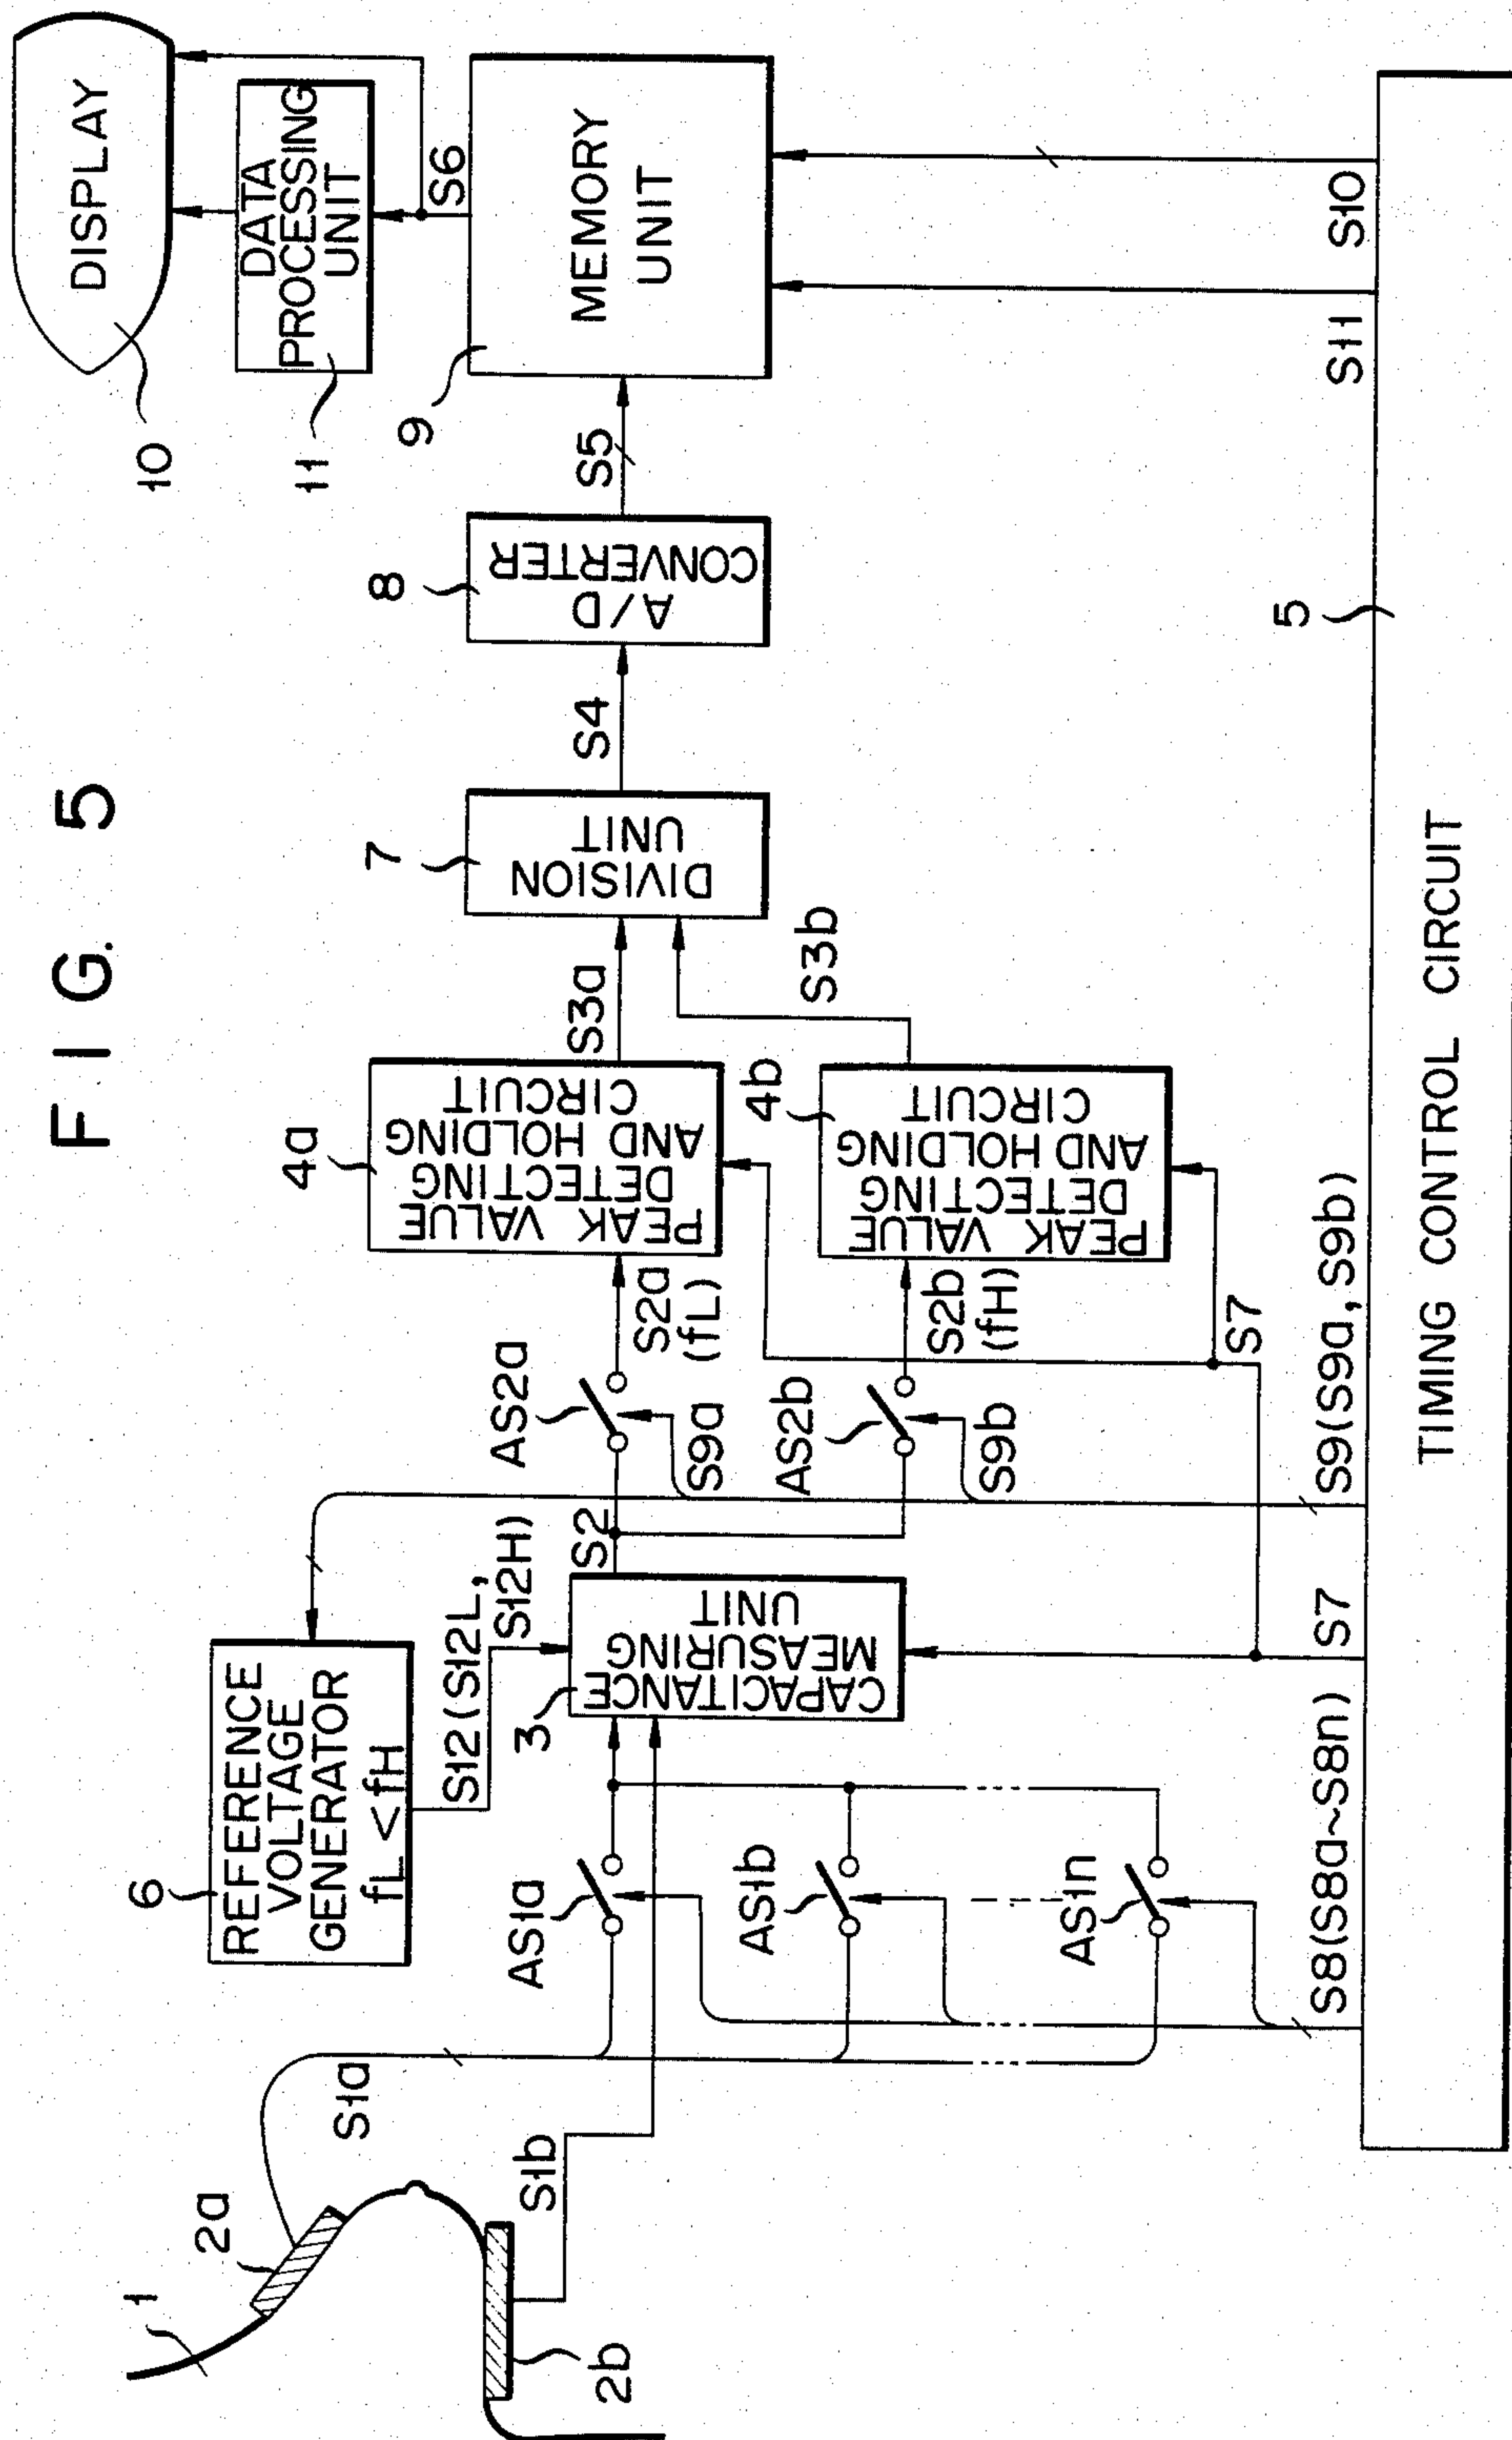 FIG. 5
1
2a
2b
S1a
S1b
6
REFERENCE
VOLTAGE
GENERATOR
fL < fH
S12 (S12L,
S12H)
AS1a
AS1b
AS1n
3
CAPACITANCE
MEASURING
UNIT
S2
AS2a
S9a
AS2b
S9b
S2a
(fL)
S2b
(fH)
4a
PEAK VALUE
DETECTING
AND HOLDING
CIRCUIT
4b
PEAK VALUE
DETECTING
AND HOLDING
CIRCUIT
S3a
S3b
7
DIVISION
UNIT
S4
8
A/D
CONVERTER
S5
9
MEMORY
UNIT
S6
11
DATA
PROCESSING
UNIT
10
DISPLAY
S8(S8a~S8n)
S7
S7
S9(S9a, S9b)
5
S11
S10
TIMING CONTROL CIRCUIT